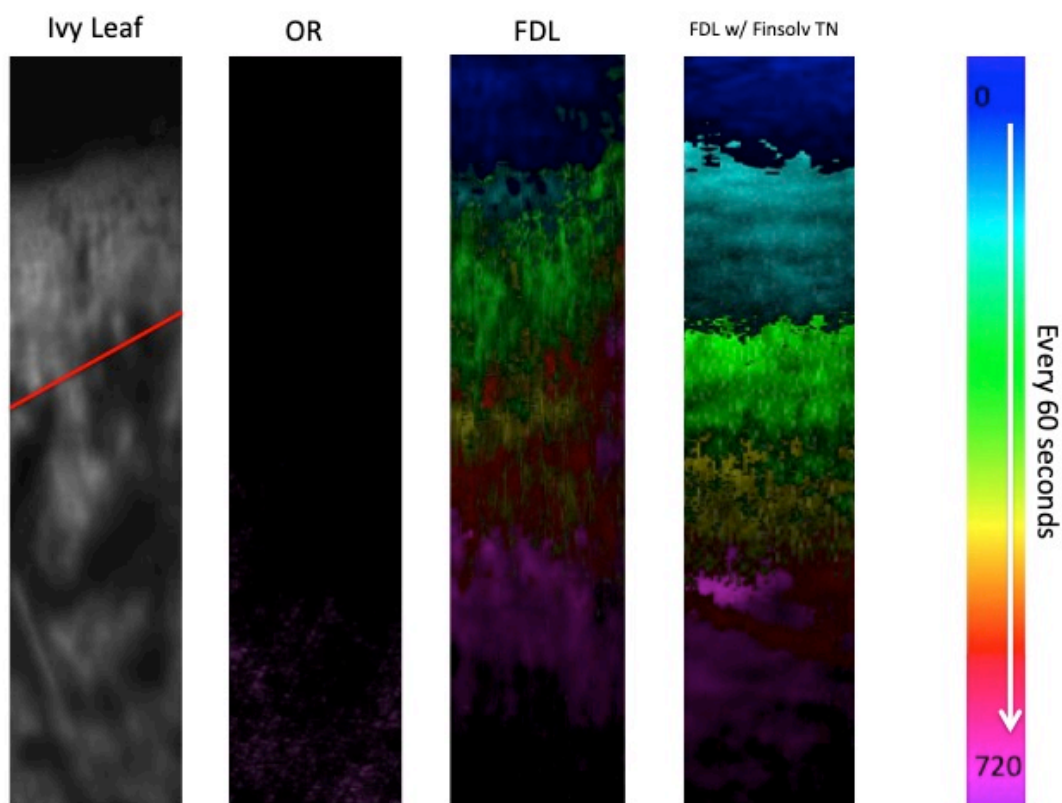 Ivy Leaf
OR
FDL
FDL w/ Finsolv TN
0
Every 60 seconds
720